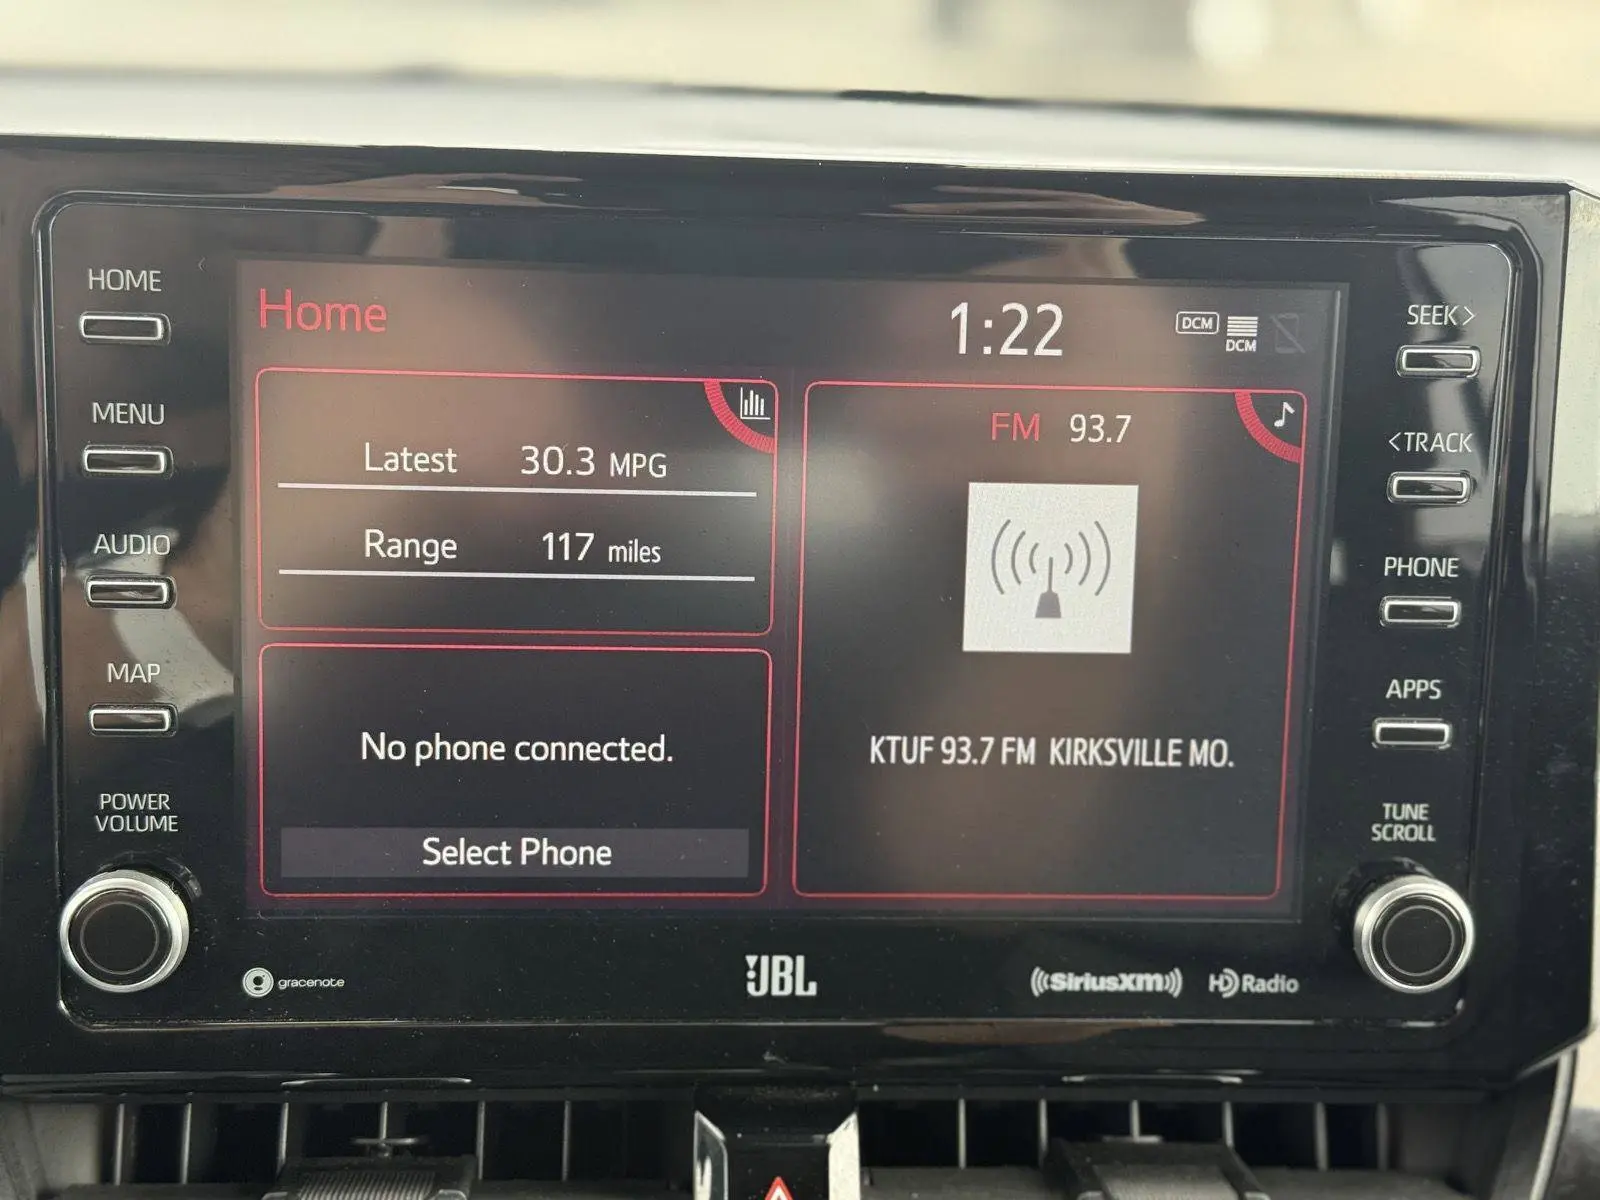 HOME
MENU
AUDIO
MAP
POWER
VOLUME
Home
1:22
DCM
DCM
Latest 30.3 MPG
Range 117 miles
No phone connected.
Select Phone
FM 93.7
KTUF 93.7 FM KIRKSVILLE MO.
SEEK>
<TRACK
PHONE
APPS
TUNE
SCROLL
gracenote
JBL
SiriusXM
HD Radio